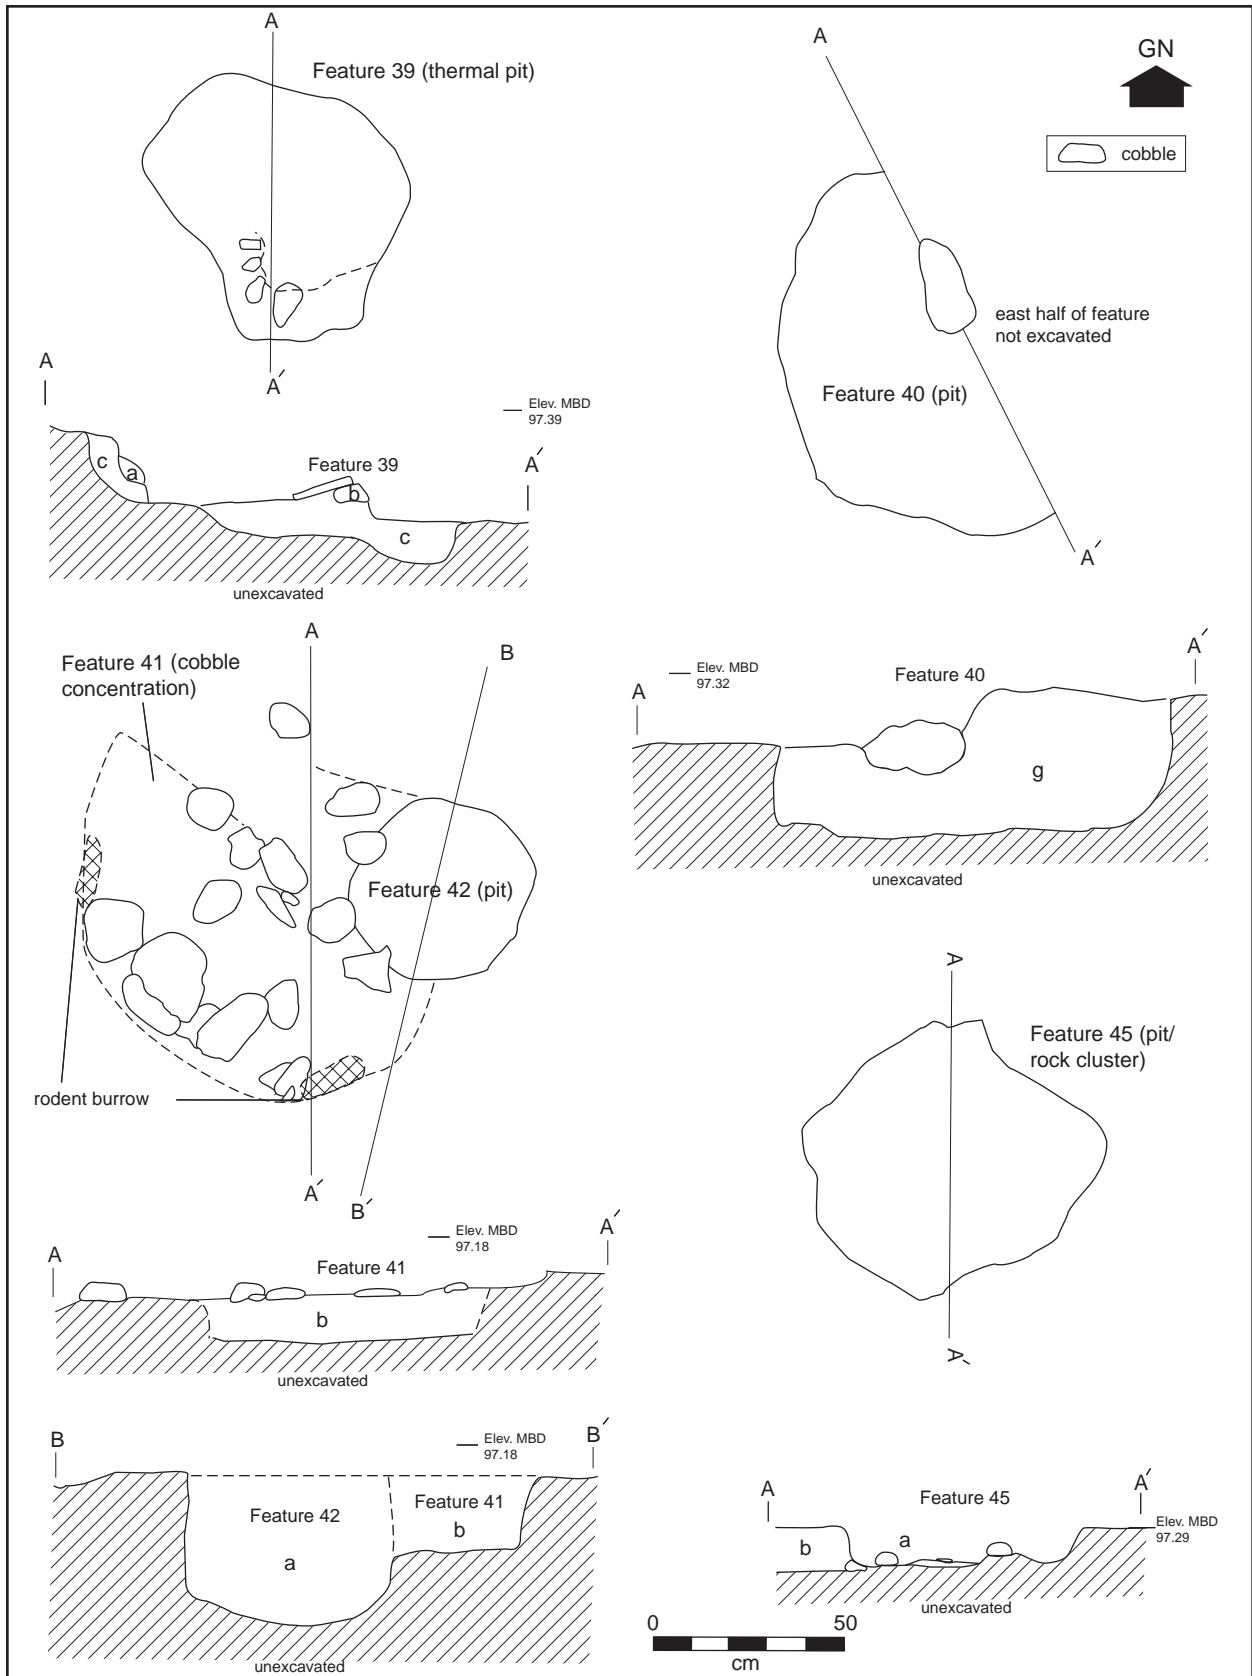 A
Feature 39 (thermal pit)
A′
A
GN
cobble
east half of feature
not excavated
Feature 40 (pit)
A′
A
Elev. MBD
97.39
Feature 39
A′
c
a
b
c
unexcavated
Feature 41 (cobble
concentration)
A
B
Feature 42 (pit)
rodent burrow
A′
B′
A
Elev. MBD
97.32
Feature 40
A′
g
unexcavated
A
Feature 45 (pit/
rock cluster)
A′
A
Elev. MBD
97.18
A′
Feature 41
b
unexcavated
B
Elev. MBD
97.18
B′
Feature 42
a
Feature 41
b
unexcavated
A
Feature 45
A′
Elev. MBD
97.29
b
a
unexcavated
0 50
cm